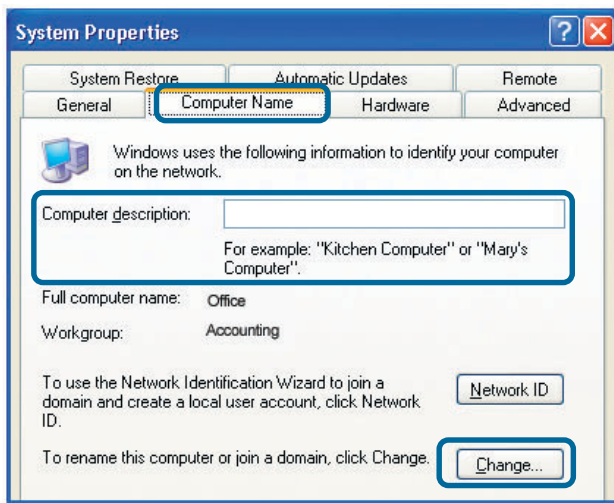 System Properties
System Restore Automatic Updates Remote
General Computer Name Hardware Advanced
Windows uses the following information to identify your computer
on the network.
Computer description:
For example: "Kitchen Computer" or "Mary's
Computer".
Full computer name: Office
Workgroup: Accounting
To use the Network Identification Wizard to join a
domain and create a local user account, click Network
ID.
Network ID
To rename this computer or join a domain, click Change.
Change...